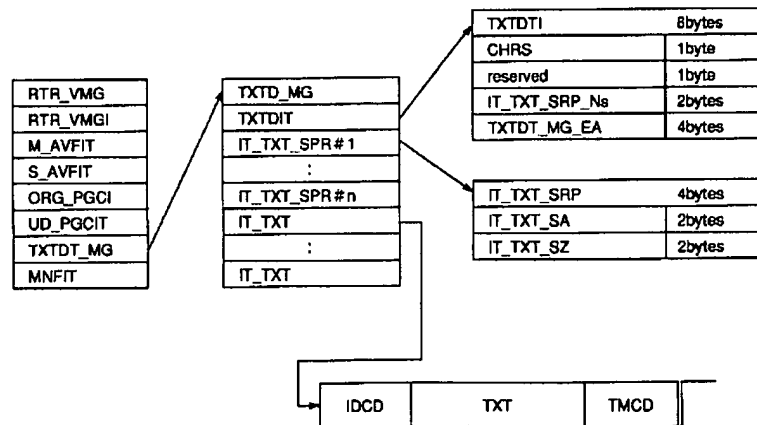 RTR_VMG
RTR_VMGI
M_AVFIT
S_AVFIT
ORG_PGCI
UD_PGCIT
TXTDT_MG
MNFIT
TXTD_MG
TXTDIT
IT_TXT_SPR#1
:
IT_TXT_SPR#n
IT_TXT
:
IT_TXT
TXTDTI 8bytes
CHRS 1byte
reserved 1byte
IT_TXT_SRP_Ns 2bytes
TXTDT_MG_EA 4bytes
IT_TXT_SRP 4bytes
IT_TXT_SA 2bytes
IT_TXT_SZ 2bytes
IDCD TXT TMCD